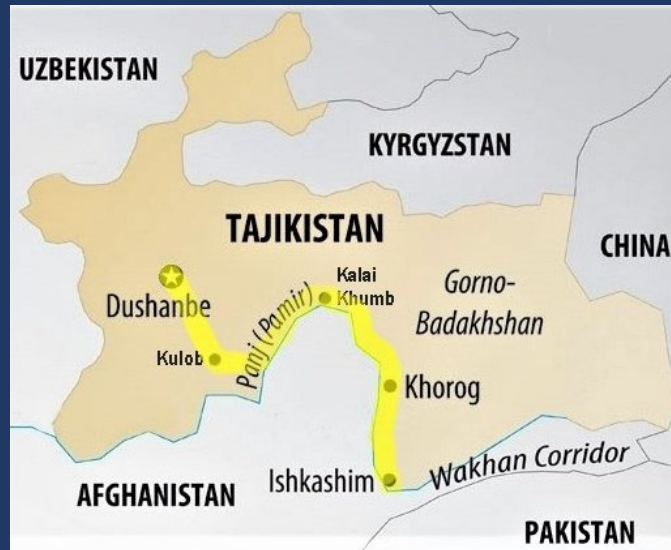 UZBEKISTAN
KYRGYZSTAN
TAJIKISTAN
CHINA
Kalai
Khumb
Gorno-
Badakhshan
Dushanbe
Panj (Pamir)
Kulob
Khorog
Ishkashim
Wakhan Corridor
AFGHANISTAN
PAKISTAN